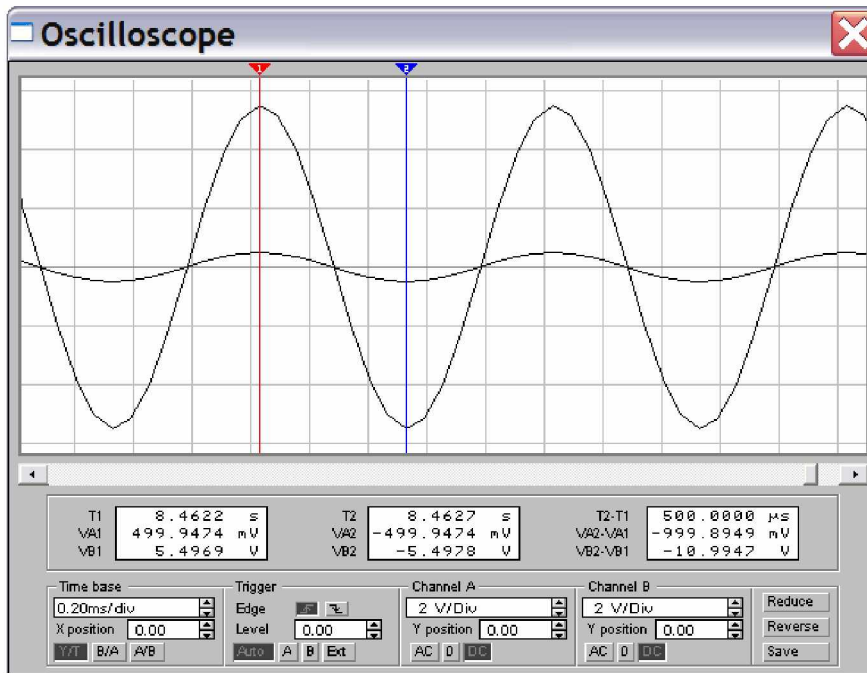 Oscilloscope
1 2
T1 8.4622 s T2 8.4627 s T2-T1 500.0000 µs
VA1 499.9474 mV VA2 -499.9474 mV VA2-VA1 -999.8949 mV
VB1 5.4969 V VB2 -5.4978 V VB2-VB1 -10.9947 V
Time base Trigger Channel A Channel B
0.20ms/div Edge 2 V/Div 2 V/Div Reduce
X position 0.00 Level 0.00 Y position 0.00 Y position 0.00 Reverse
Y/T B/A A/B Auto A B Ext AC 0 DC AC 0 DC Save